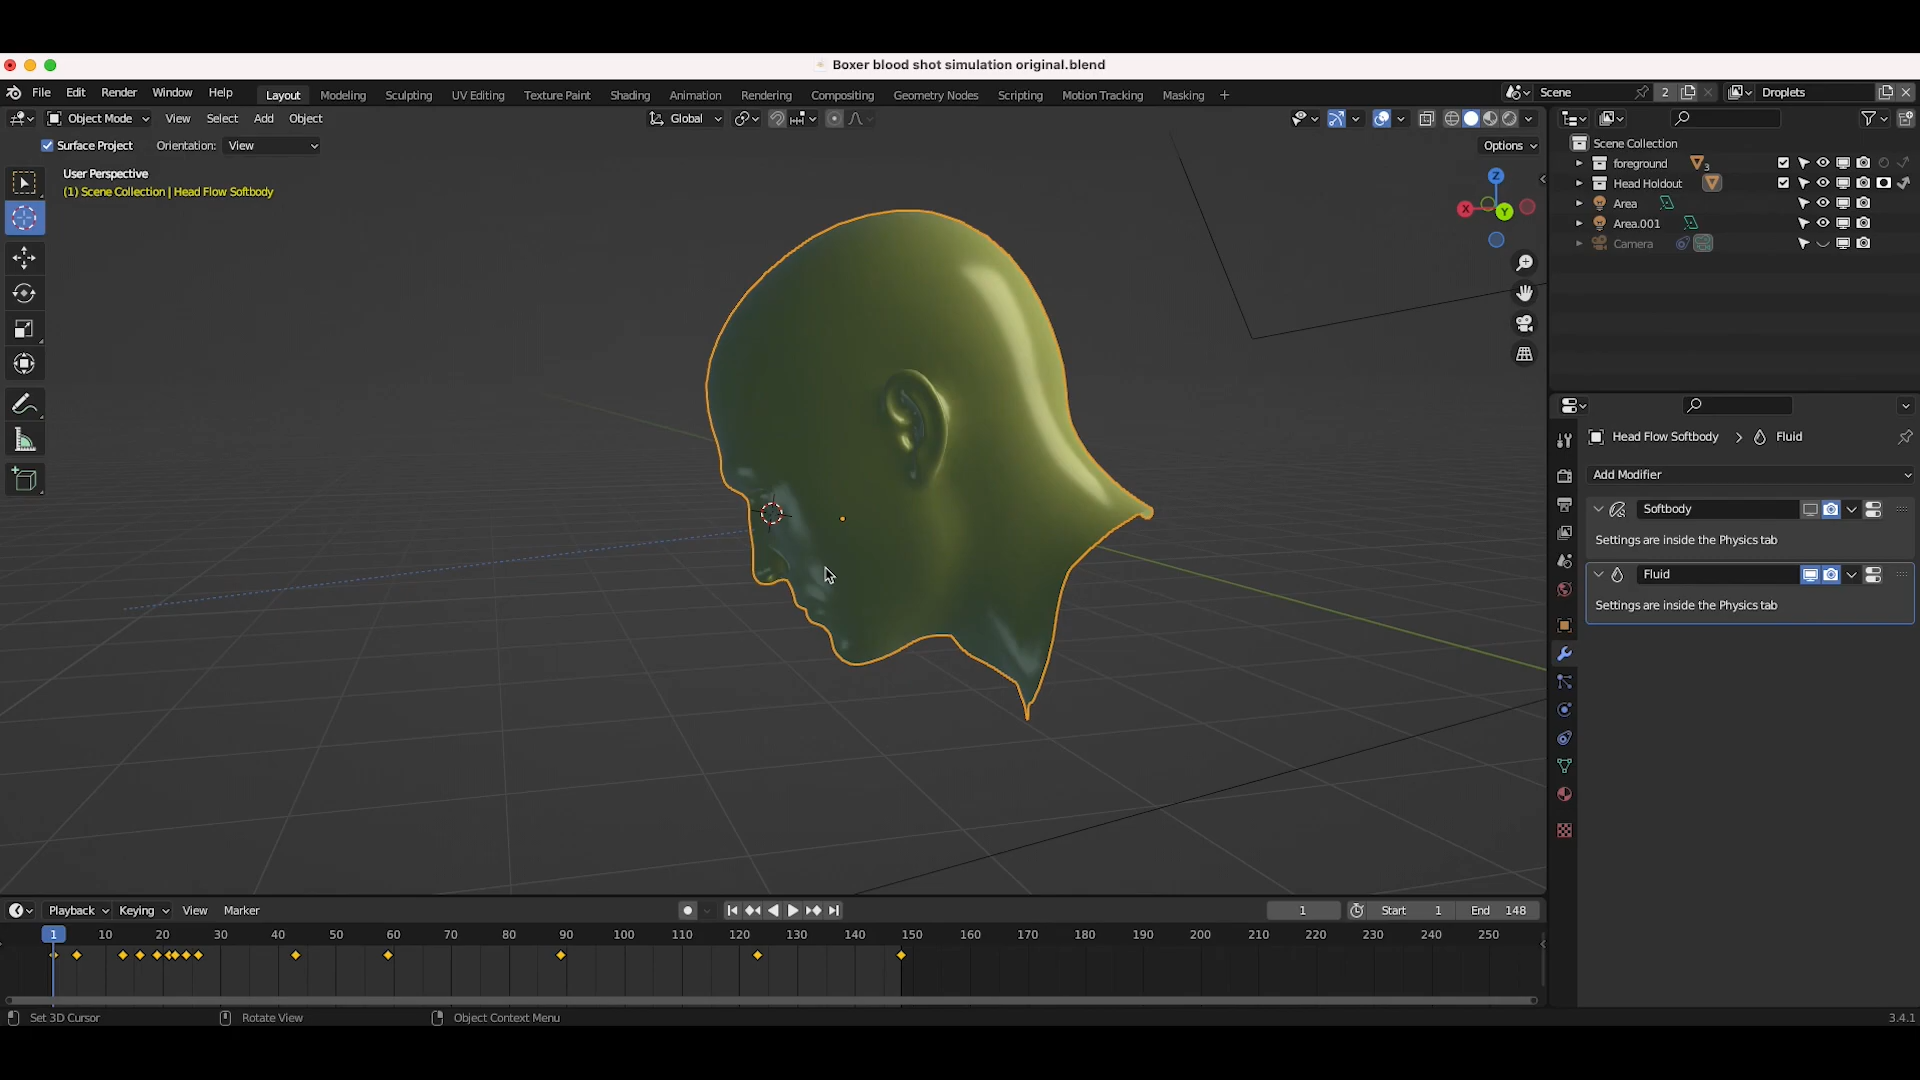 Boxer blood shot simulation original.blend
File Edit Render Window Help Layout Modeling Sculpting UV Editing Texture Paint Shading Animation Rendering Compositing Geometry Nodes Scripting Motion Tracking Masking + Scene 2 Droplets
Object Mode View Select Add Object Global
Surface Project Orientation: View Options
User Perspective
(1) Scene Collection | Head Flow Softbody
Z
X Y
Scene Collection
foreground 3
Head Holdout
Area
Area.001
Camera
Head Flow Softbody > Fluid
Add Modifier
Softbody
Settings are inside the Physics tab
Fluid
Settings are inside the Physics tab
Playback Keying View Marker 1 Start 1 End 148
1 10 20 30 40 50 60 70 80 90 100 110 120 130 140 150 160 170 180 190 200 210 220 230 240 250
Set 3D Cursor Rotate View Object Context Menu 3.4.1